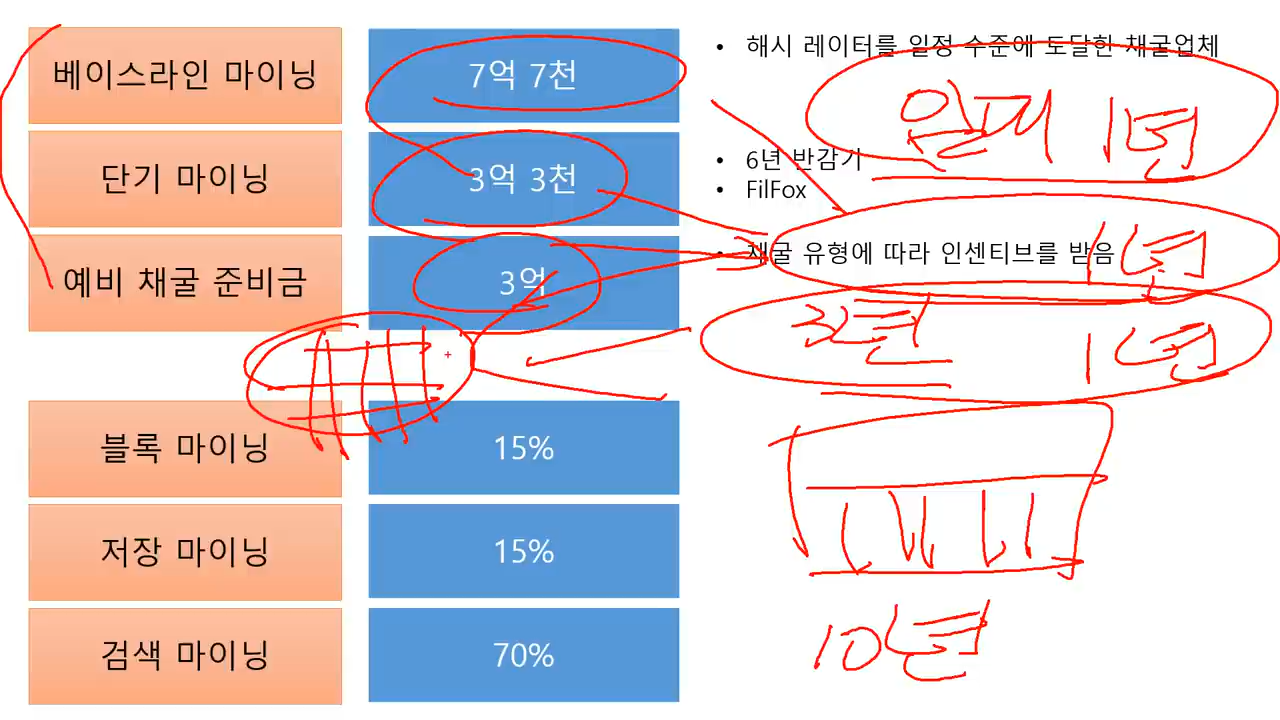 베이스라인 마이닝
7억 7천
해시 레이터를 일정 수준에 도달한 채굴업체
1년
단기 마이닝
3억 3천
6년 반감기
FilFox
예비 채굴 준비금
3억
채굴 유형에 따라 인센티브를 받음
1년
3년
1년
블록 마이닝
15%
저장 마이닝
15%
10년
검색 마이닝
70%